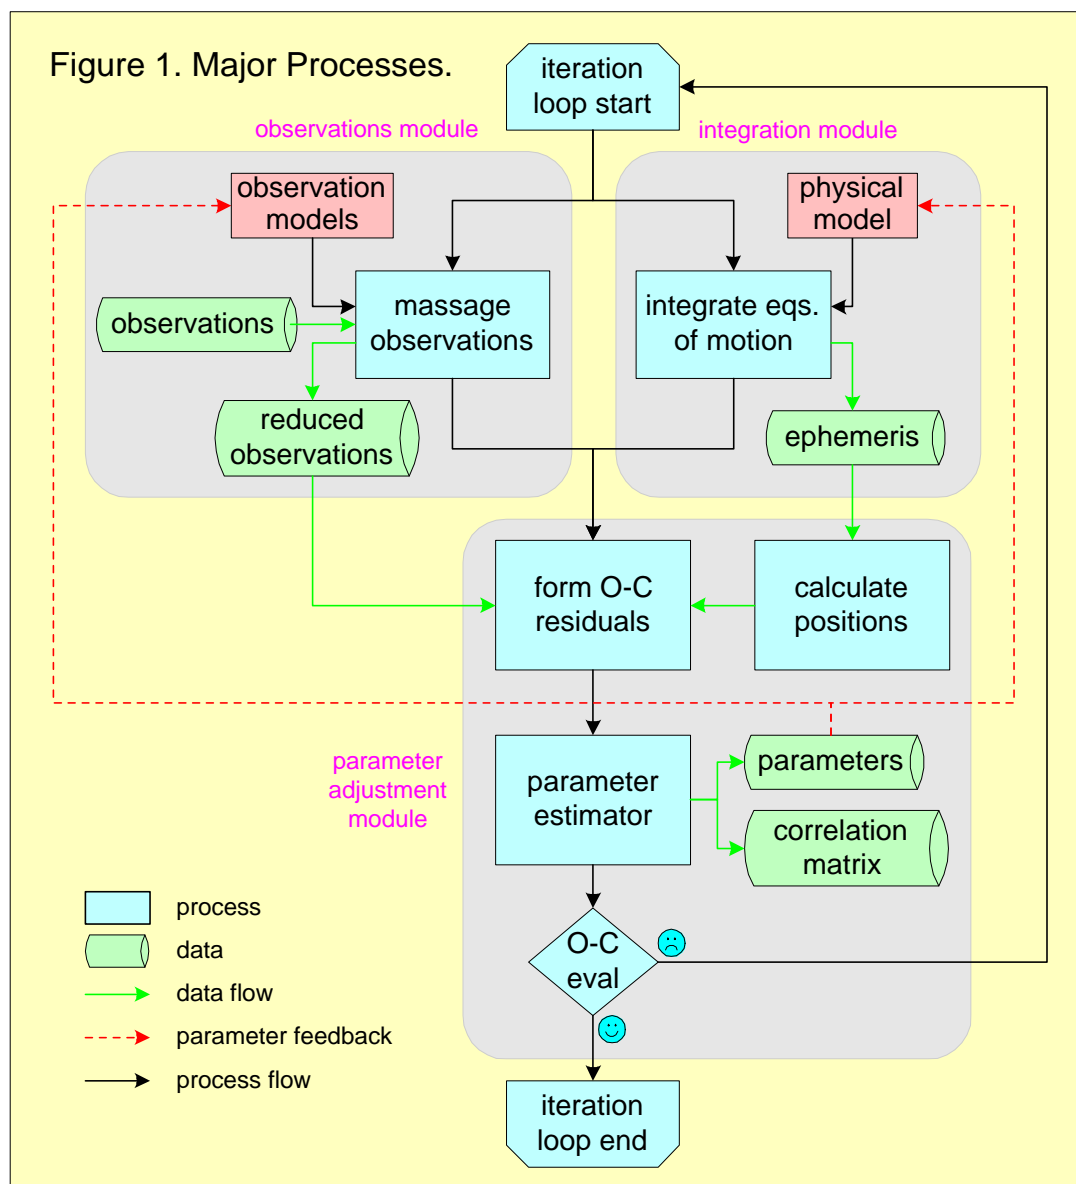 Figure 1. Major Processes.
iteration
loop start
observations module
integration module
observation
models
physical
model
massage
observations
integrate eqs.
of motion
observations
reduced
observations
ephemeris
form O-C
residuals
calculate
positions
parameter
adjustment
module
parameter
estimator
parameters
correlation
matrix
O-C
eval
process
data
data flow
parameter feedback
process flow
iteration
loop end